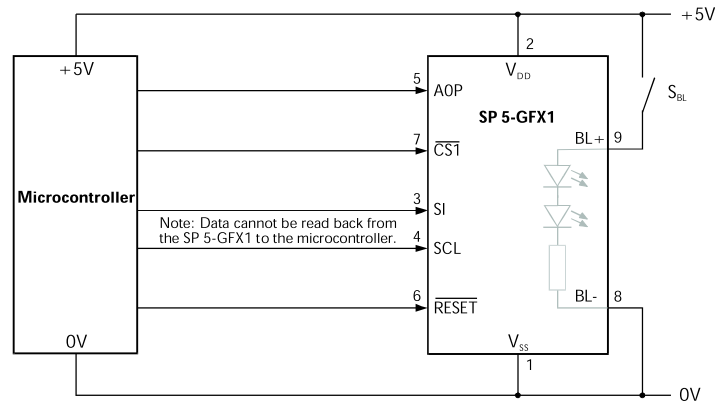 +5V
2
+5V
V_DD
5
A0P
S_BL
SP 5-GFX1
7
CS1
BL+
9
Microcontroller
3
SI
Note: Data cannot be read back from
the SP 5-GFX1 to the microcontroller.
4
SCL
6
RESET
BL-
8
0V
V_SS
1
0V